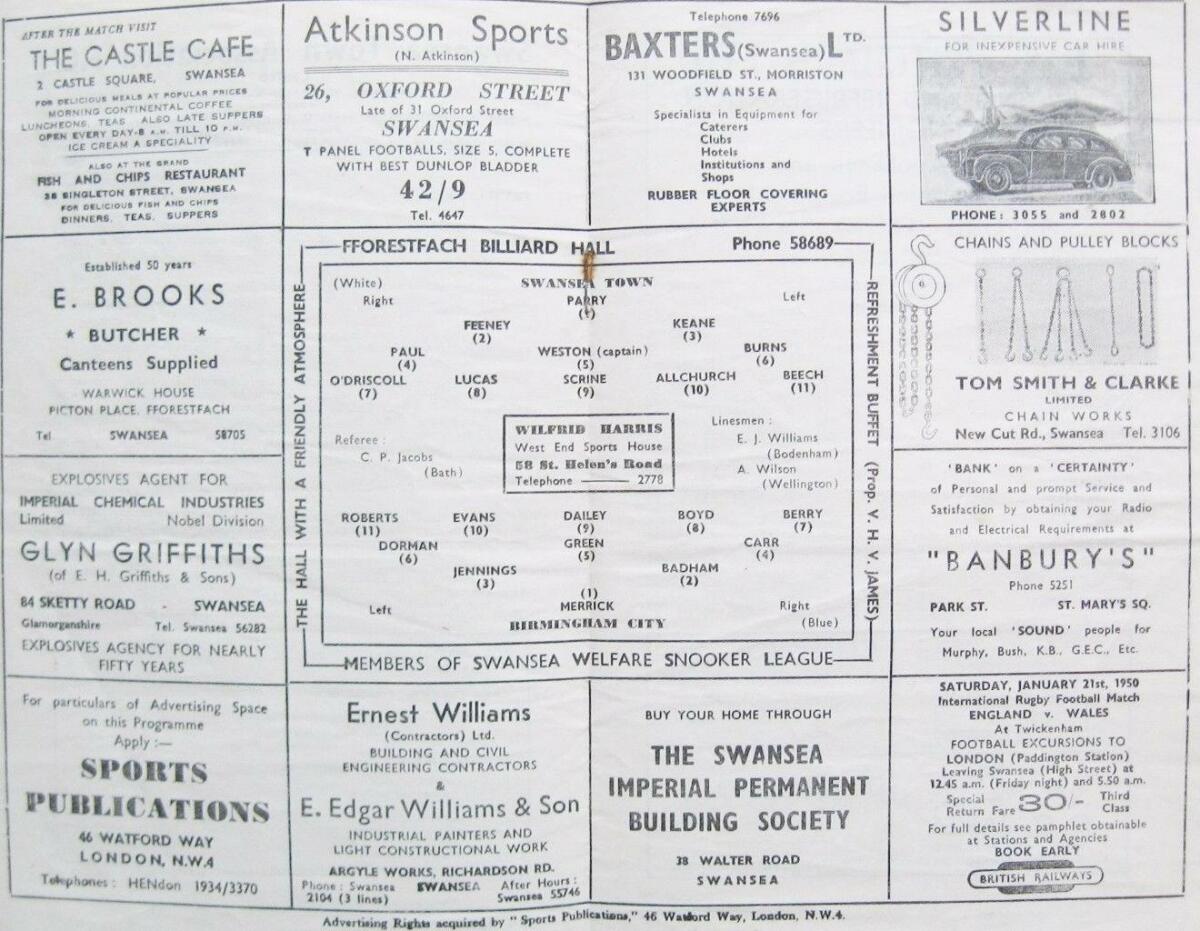 AFTER THE MATCH VISIT
THE CASTLE CAFE
2 CASTLE SQUARE, SWANSEA
FOR DELICIOUS MEALS AT POPULAR PRICES
MORNING CONTINENTAL COFFEE
LUNCHEONS, TEAS, ALSO LATE SUPPERS
OPEN EVERY DAY-8 A.M. TILL 10 P.M.
ICE CREAM A SPECIALITY
ALSO AT THE GRAND
FISH AND CHIPS RESTAURANT
38 SINGLETON STREET, SWANSEA
FOR DELICIOUS FISH AND CHIPS
DINNERS, TEAS, SUPPERS
Atkinson Sports
(N. Atkinson)
26, OXFORD STREET
Late of 31 Oxford Street
SWANSEA
T PANEL FOOTBALLS, SIZE 5, COMPLETE
WITH BEST DUNLOP BLADDER
42/9
Tel. 4647
Telephone 7696
BAXTERS (Swansea) LTD.
131 WOODFIELD ST., MORRISTON
SWANSEA
Specialists in Equipment for
Caterers
Clubs
Hotels
Institutions and
Shops
RUBBER FLOOR COVERING
EXPERTS
SILVERLINE
FOR INEXPENSIVE CAR HIRE
PHONE: 3055 and 2802
Established 50 years
E. BROOKS
* BUTCHER *
Canteens Supplied
WARWICK HOUSE
PICTON PLACE, FFORESTFACH
Tel SWANSEA 58705
FFORESTFACH BILLIARD HALL Phone 58689
THE HALL WITH A FRIENDLY ATMOSPHERE
REFRESHMENT BUFFET (Prop. V. H. V. JAMES)
(White) SWANSEA TOWN
Right PARRY Left
(1)
FEENEY KEANE
(2) (3)
PAUL WESTON (captain) BURNS
(4) (5) (6)
O'DRISCOLL LUCAS SCRINE ALLCHURCH BEECH
(7) (8) (9) (10) (11)
Referee :
C. P. Jacobs
(Bath)
WILFRID HARRIS
West End Sports House
58 St. Helen's Road
Telephone —— 2778
Linesmen :
E. J. Williams
(Bodenham)
A. Wilson
(Wellington)
ROBERTS EVANS DAILEY BOYD BERRY
(11) (10) (9) (8) (7)
DORMAN GREEN CARR
(6) (5) (4)
JENNINGS BADHAM
(3) (2)
(1)
Left MERRICK Right
BIRMINGHAM CITY (Blue)
MEMBERS OF SWANSEA WELFARE SNOOKER LEAGUE
CHAINS AND PULLEY BLOCKS
TOM SMITH & CLARKE
LIMITED
CHAIN WORKS
New Cut Rd., Swansea Tel. 3106
EXPLOSIVES AGENT FOR
IMPERIAL CHEMICAL INDUSTRIES
Limited Nobel Division
GLYN GRIFFITHS
(of E. H. Griffiths & Sons)
84 SKETTY ROAD - SWANSEA
Glamorganshire Tel. Swansea 56282
EXPLOSIVES AGENCY FOR NEARLY
FIFTY YEARS
'BANK' on a 'CERTAINTY'
of Personal and prompt Service and
Satisfaction by obtaining your Radio
and Electrical Requirements at
"BANBURY'S"
Phone 5251
PARK ST. ST. MARY'S SQ.
Your local 'SOUND' people for
Murphy, Bush, K.B., G.E.C., Etc.
For particulars of Advertising Space
on this Programme
Apply :—
SPORTS
PUBLICATIONS
46 WATFORD WAY
LONDON, N.W.4
Telephones : HENdon 1934/3370
Ernest Williams
(Contractors) Ltd.
BUILDING AND CIVIL
ENGINEERING CONTRACTORS
&
E. Edgar Williams & Son
INDUSTRIAL PAINTERS AND
LIGHT CONSTRUCTIONAL WORK
ARGYLE WORKS, RICHARDSON RD.
Phone : Swansea SWANSEA After Hours :
2104 (3 lines) Swansea 55746
BUY YOUR HOME THROUGH
THE SWANSEA
IMPERIAL PERMANENT
BUILDING SOCIETY
38 WALTER ROAD
SWANSEA
SATURDAY, JANUARY 21st, 1950
International Rugby Football Match
ENGLAND v. WALES
At Twickenham
FOOTBALL EXCURSIONS TO
LONDON (Paddington Station)
Leaving Swansea (High Street) at
12.45 a.m. (Friday night) and 5.50 a.m.
Special Return Fare 30/- Third Class
For full details see pamphlet obtainable
at Stations and Agencies
BOOK EARLY
BRITISH RAILWAYS
Advertising Rights acquired by "Sports Publications," 46 Watford Way, London, N.W.4.